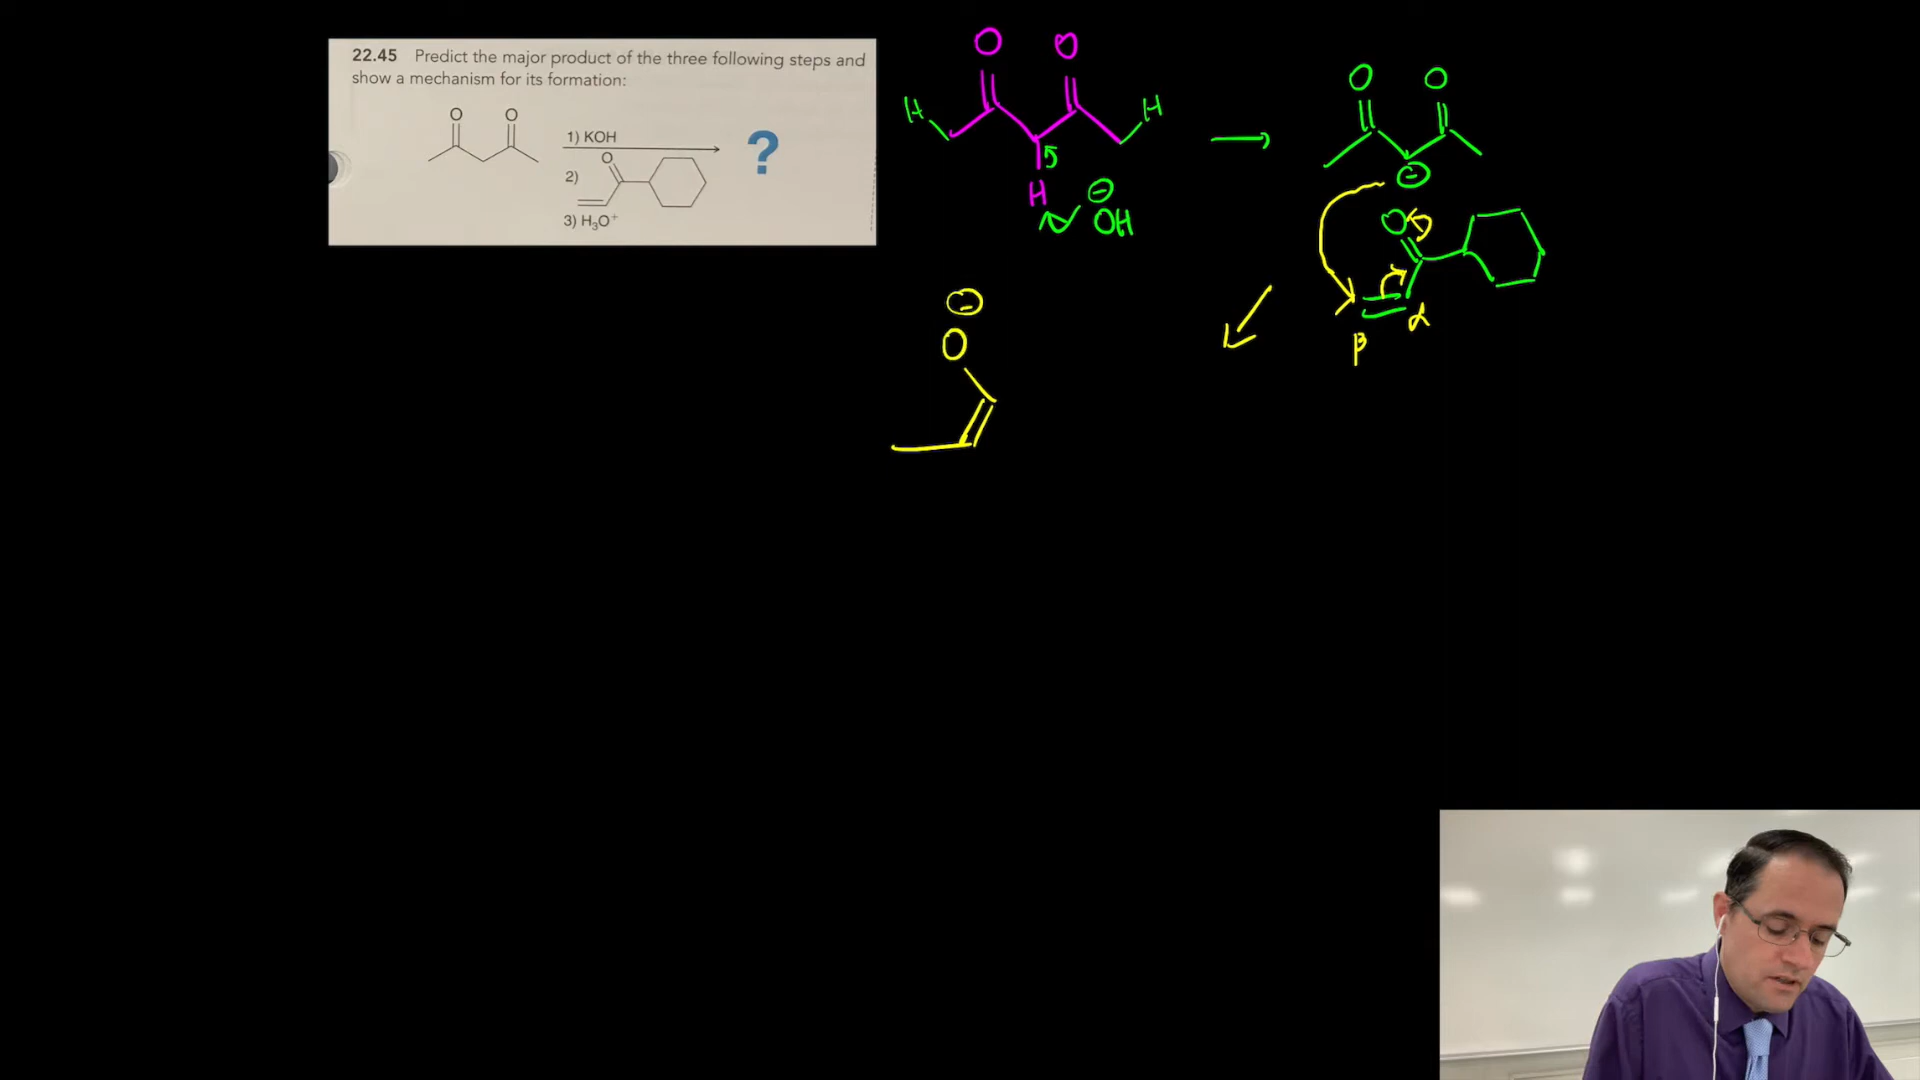 22.45 Predict the major product of the three following steps and
show a mechanism for its formation:
O O
1) KOH
O
2)
3) H₃O⁺
?
O O
H H
H
⊖
OH
O O
⊖
O
β α
⊖
O